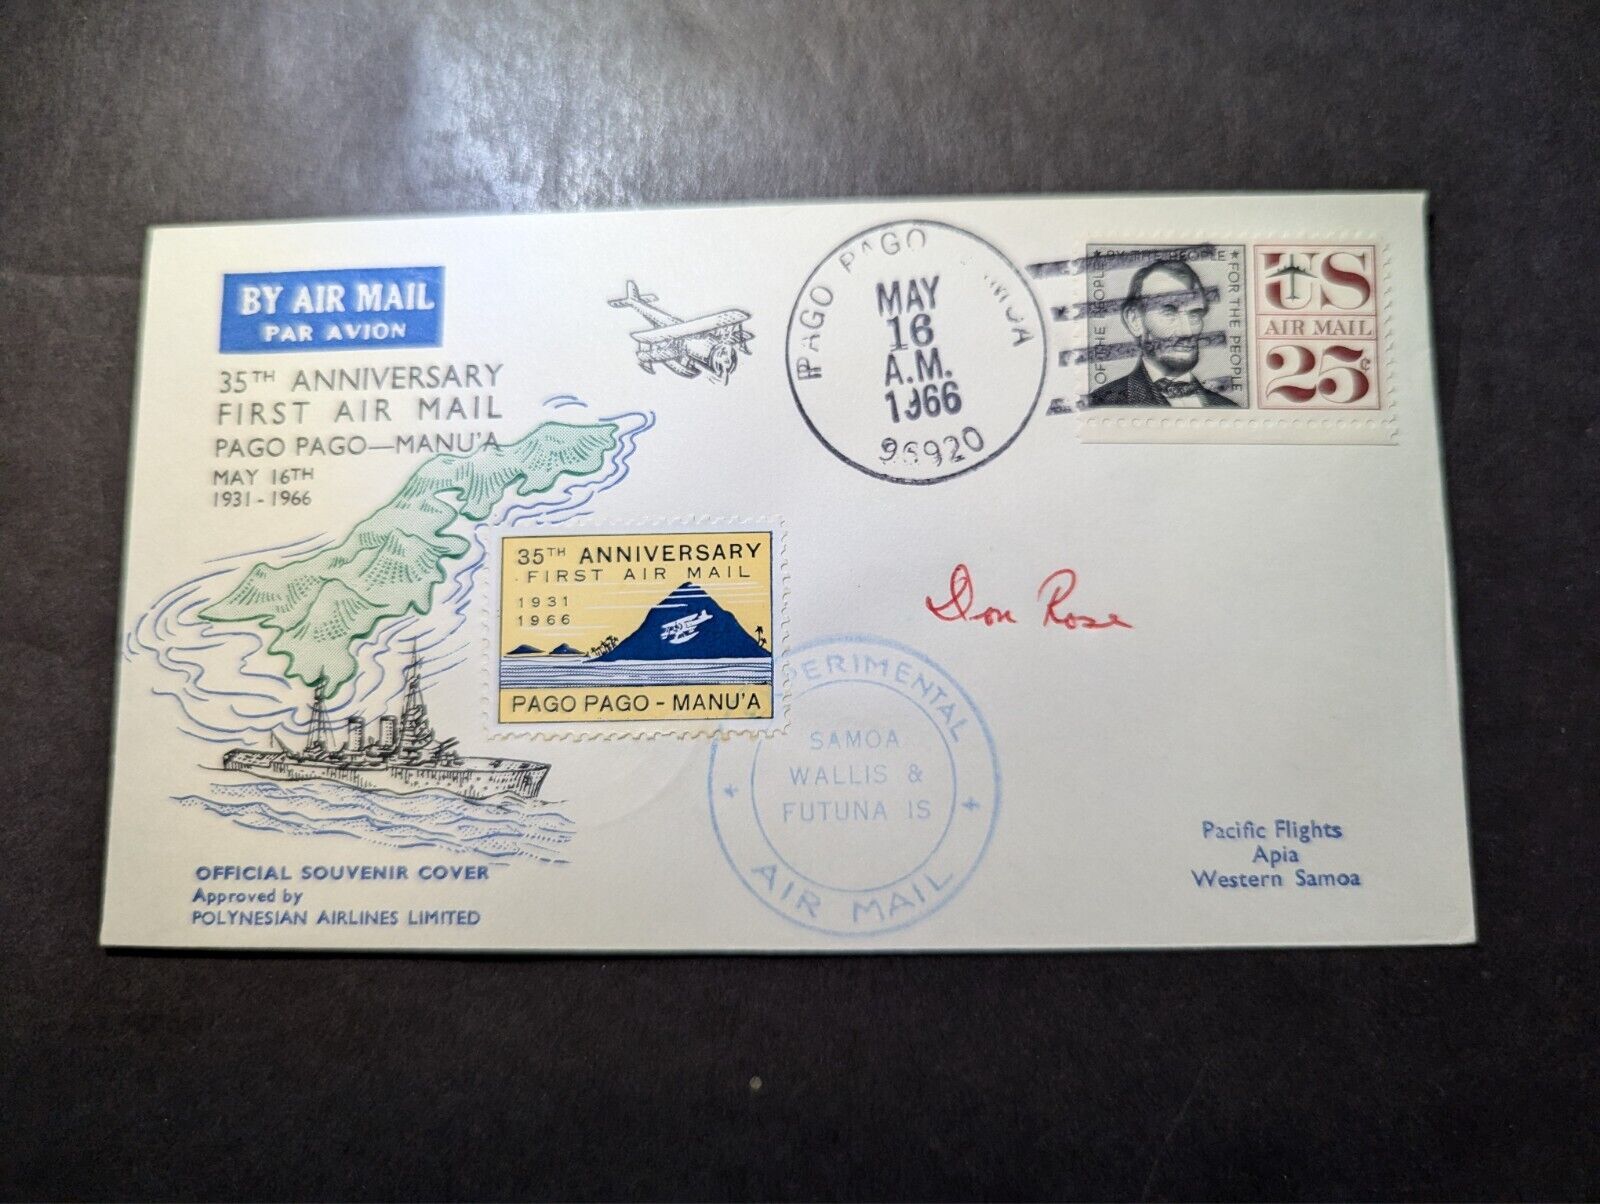 BY AIR MAIL
PAR AVION
35TH ANNIVERSARY
FIRST AIR MAIL
PAGO PAGO—MANU'A
MAY 16TH
1931 - 1966
35TH ANNIVERSARY
FIRST AIR MAIL
1931
1966
PAGO PAGO - MANU'A
OFFICIAL SOUVENIR COVER
Approved by
POLYNESIAN AIRLINES LIMITED
PAGO PAGO
MAY
16
A.M.
1966
96920
OF THE PEOPLE ★ BY THE PEOPLE ★ FOR THE PEOPLE
US
AIR MAIL
25c
Don Rose
PERIMENTAL
SAMOA
WALLIS &
FUTUNA IS
AIR MAIL
Pacific Flights
Apia
Western Samoa